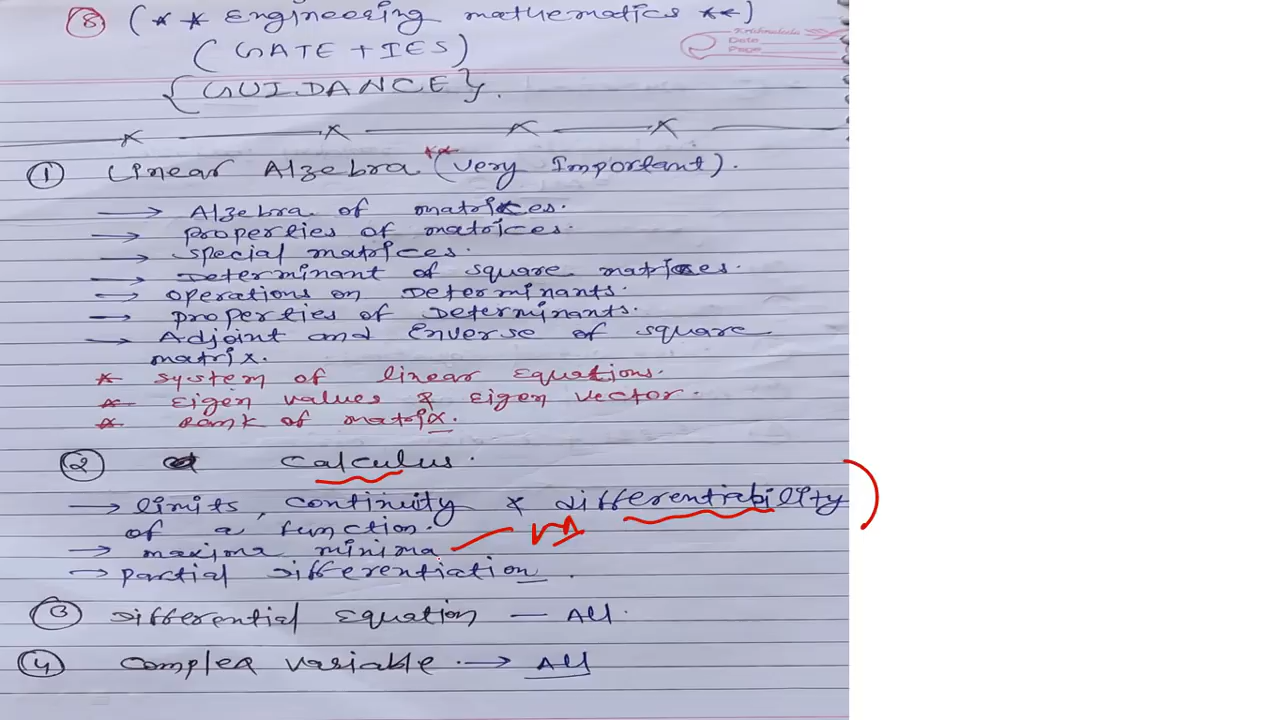 8 (** Engineering mathematics **)
(GATE + IES)
{GUIDANCE}.
Date
Page
① Linear Algebra ** (very Important).
→ Algebra of matrices.
→ properties of matrices.
→ special matrices.
→ Determinant of square matrices.
→ operations on Determinants.
→ properties of Determinants.
→ Adjoint and Enverse of square
matrix.
* system of linear Equations.
* Eigen values & Eigen vector.
* Rank of matrix.
② Calculus.
→ limits, continuity & differentiability
of a function.
→ maxima minima
→ partial differentiation.
③ Differential Equation — All.
④ Complex variable. → All